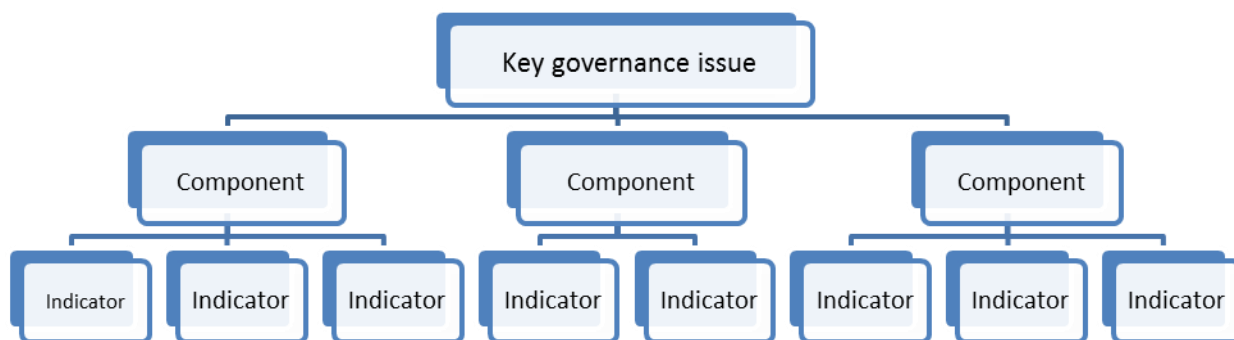 Key governance issue
Component
Component
Component
Indicator
Indicator
Indicator
Indicator
Indicator
Indicator
Indicator
Indicator